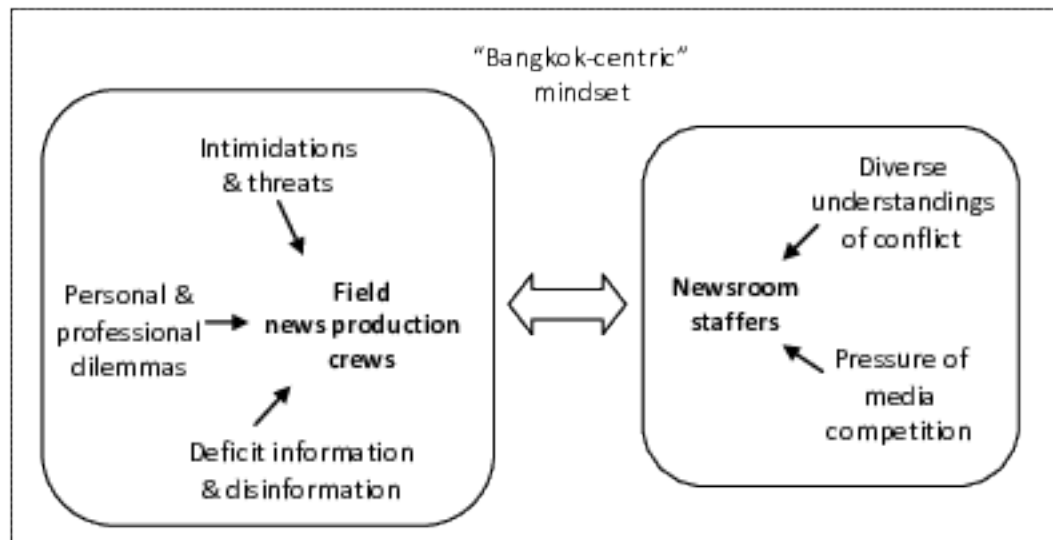 “Bangkok-centric”
mindset
Intimidations
& threats
Personal &
professional
dilemmas
Field
news production
crews
Deficit information
& disinformation
Diverse
understandings
of conflict
Newsroom
staffers
Pressure of
media
competition